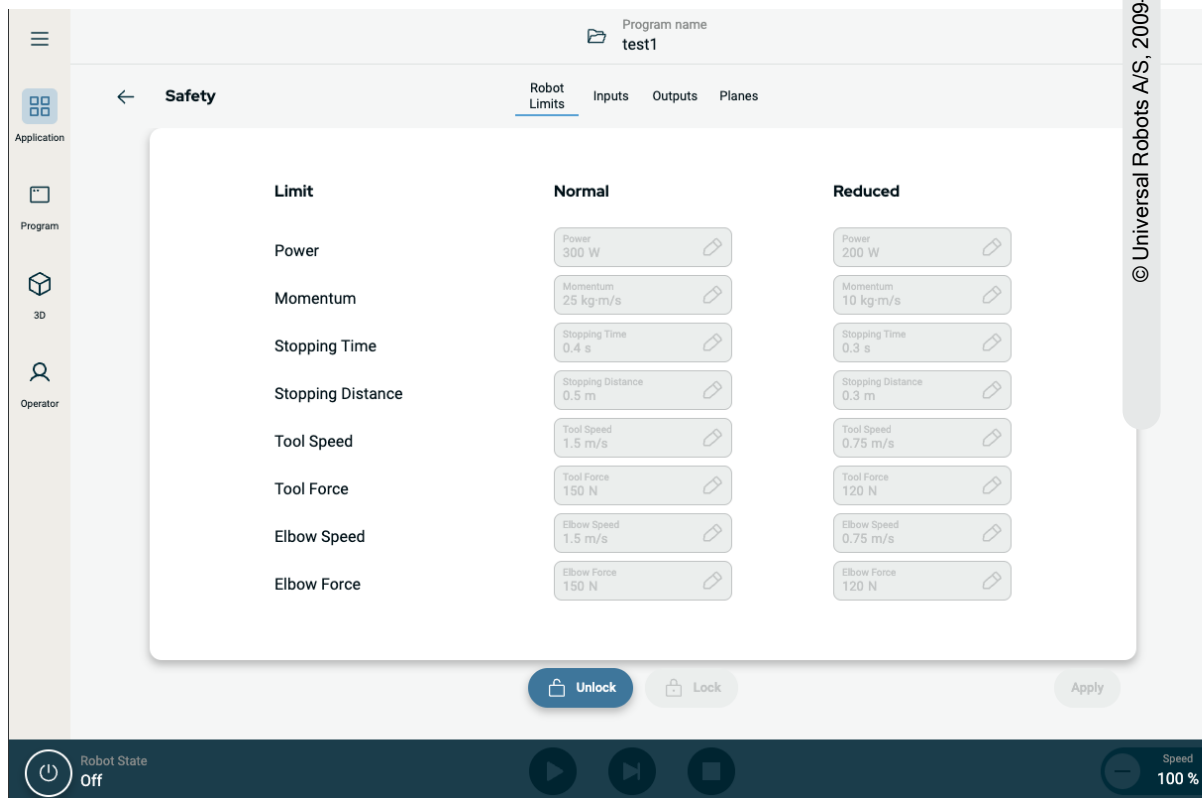 Program name
test1
Safety
Robot
Limits
Inputs
Outputs
Planes
Application
Program
3D
Operator
Limit
Normal
Reduced
Power
Power
300 W
Power
200 W
Momentum
Momentum
25 kg·m/s
Momentum
10 kg·m/s
Stopping Time
Stopping Time
0.4 s
Stopping Time
0.3 s
Stopping Distance
Stopping Distance
0.5 m
Stopping Distance
0.3 m
Tool Speed
Tool Speed
1.5 m/s
Tool Speed
0.75 m/s
Tool Force
Tool Force
150 N
Tool Force
120 N
Elbow Speed
Elbow Speed
1.5 m/s
Elbow Speed
0.75 m/s
Elbow Force
Elbow Force
150 N
Elbow Force
120 N
Unlock
Lock
Apply
Robot State
Off
Speed
100 %
© Universal Robots A/S, 2009-